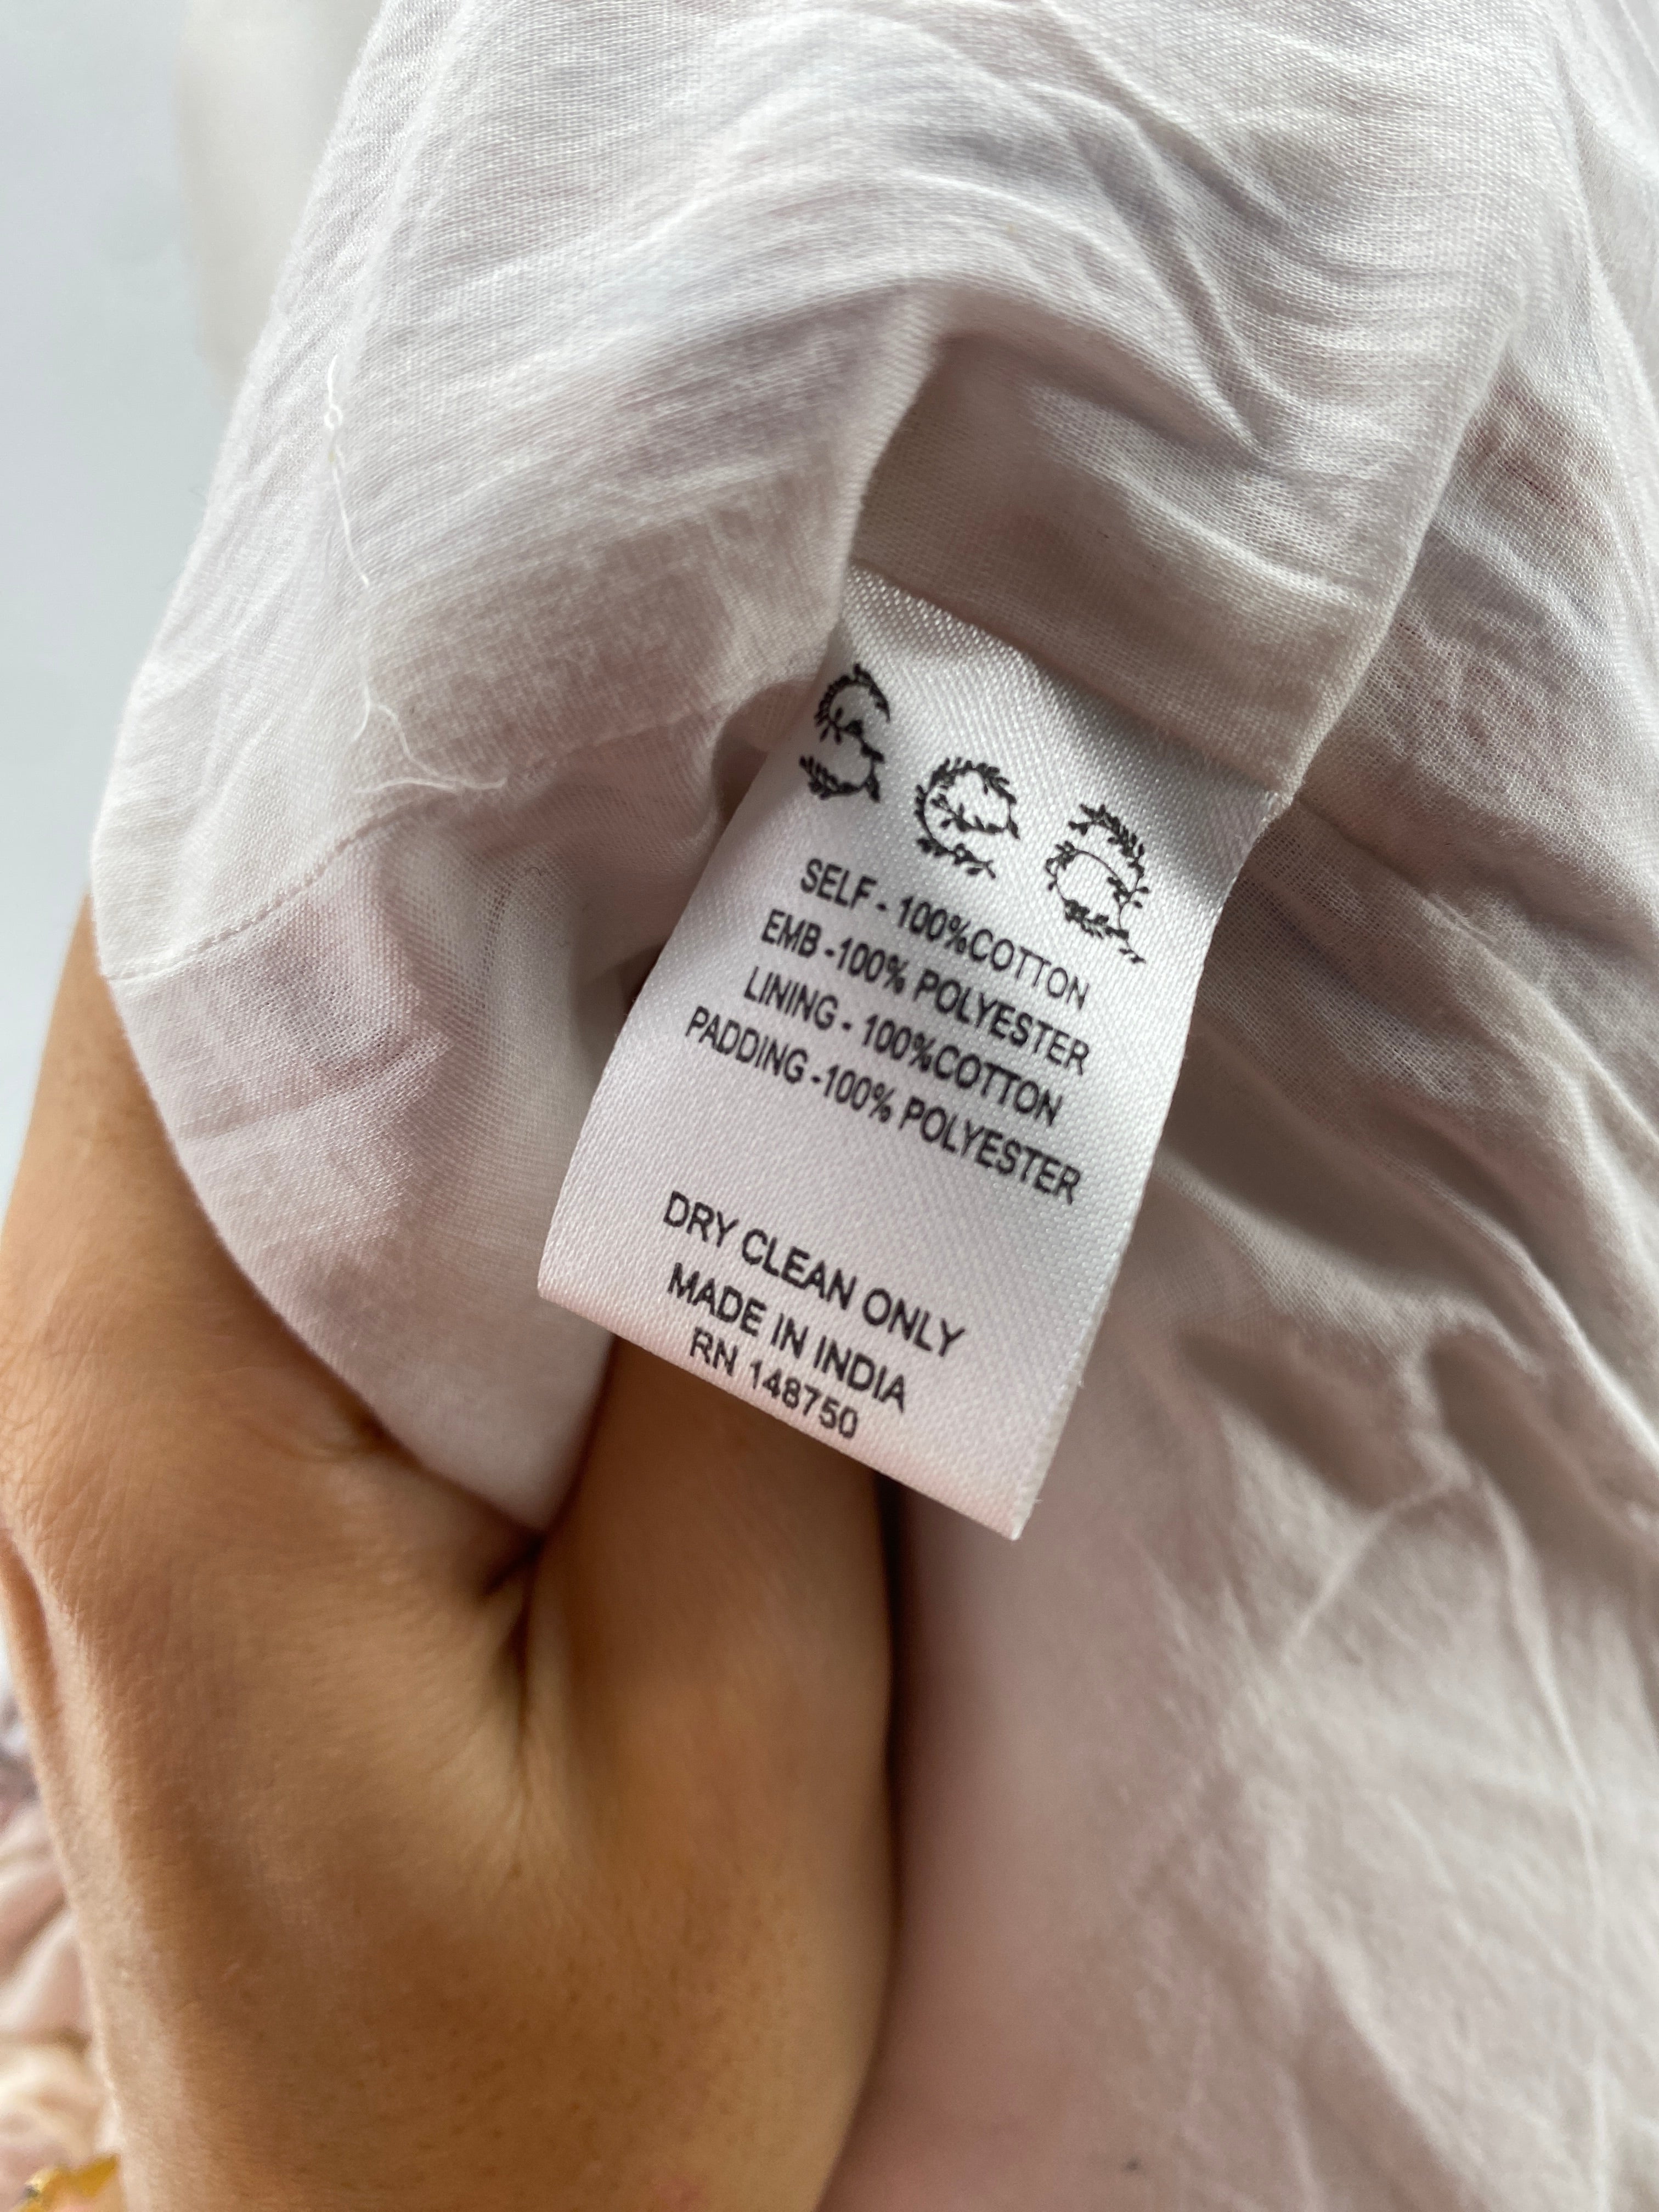 SELF - 100%COTTON
EMB -100% POLYESTER
LINING - 100%COTTON
PADDING -100% POLYESTER
DRY CLEAN ONLY
MADE IN INDIA
RN 148750